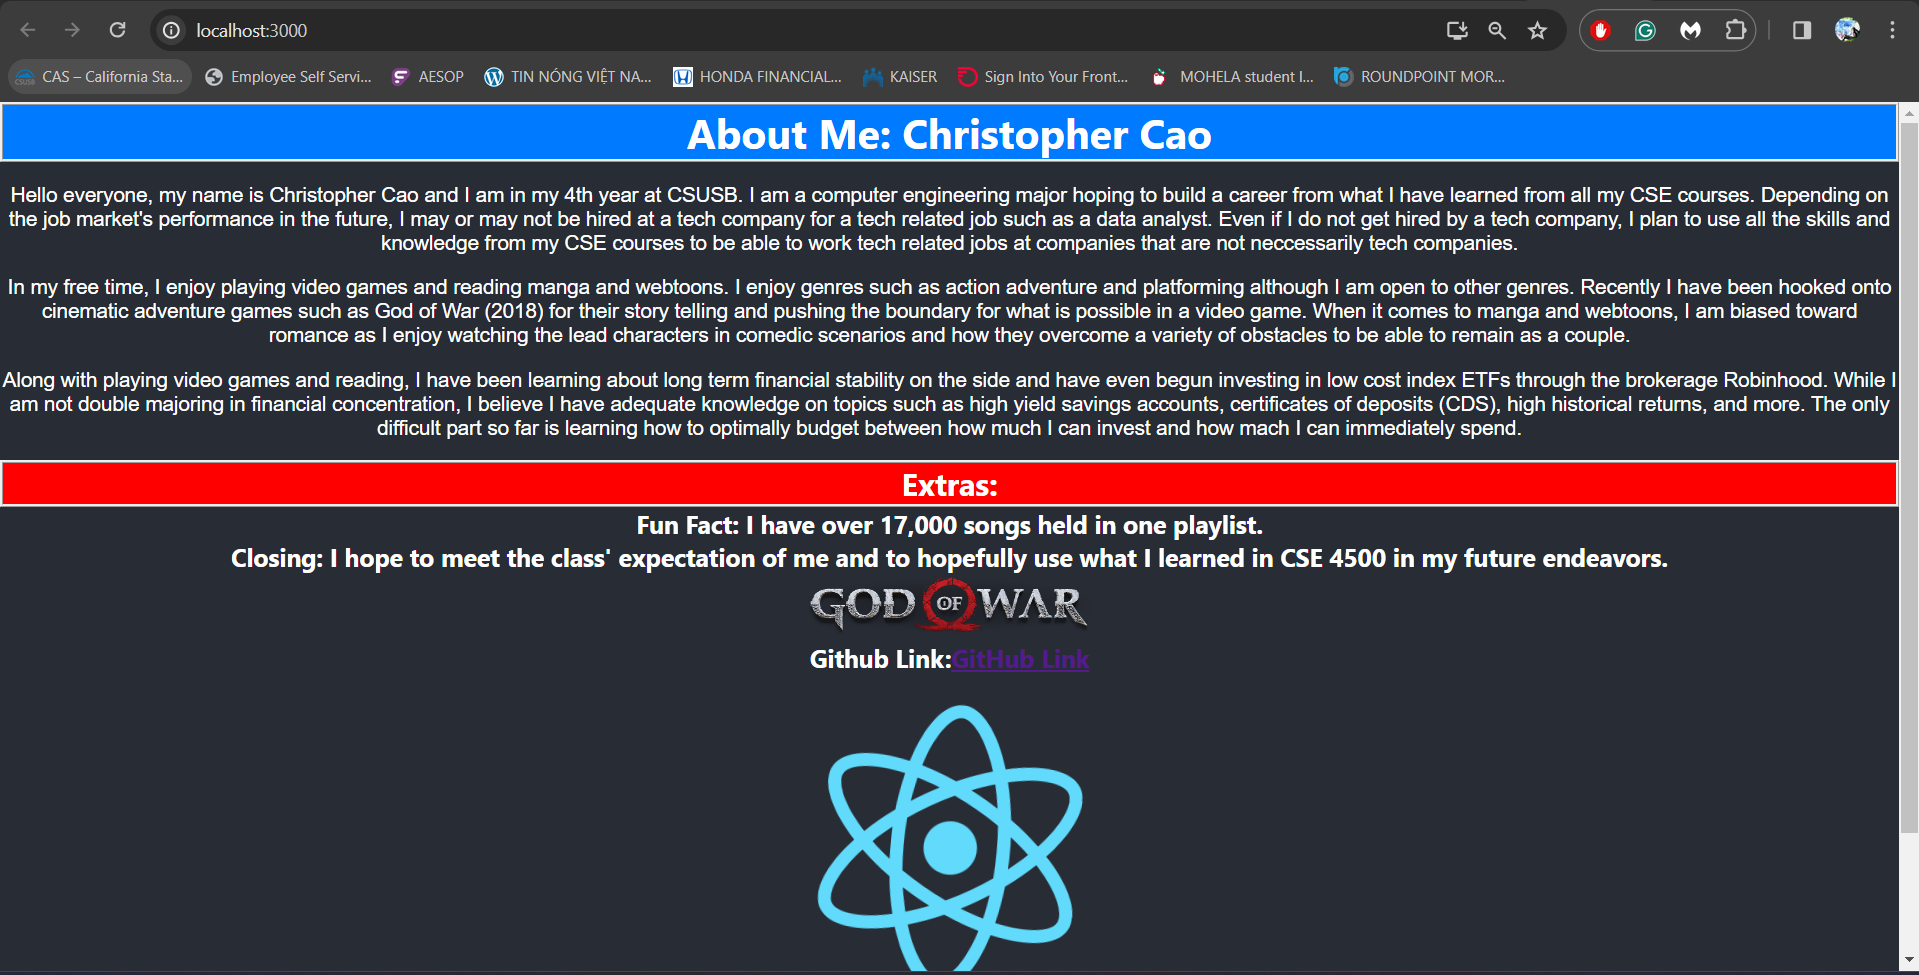 localhost:3000
CAS – California Sta...
Employee Self Servi...
AESOP
TIN NÓNG VIỆT NA...
HONDA FINANCIAL...
KAISER
Sign Into Your Front...
MOHELA student l...
ROUNDPOINT MOR...
About Me: Christopher Cao
Hello everyone, my name is Christopher Cao and I am in my 4th year at CSUSB. I am a computer engineering major hoping to build a career from what I have learned from all my CSE courses. Depending on
the job market's performance in the future, I may or may not be hired at a tech company for a tech related job such as a data analyst. Even if I do not get hired by a tech company, I plan to use all the skills and
knowledge from my CSE courses to be able to work tech related jobs at companies that are not neccessarily tech companies.
In my free time, I enjoy playing video games and reading manga and webtoons. I enjoy genres such as action adventure and platforming although I am open to other genres. Recently I have been hooked onto
cinematic adventure games such as God of War (2018) for their story telling and pushing the boundary for what is possible in a video game. When it comes to manga and webtoons, I am biased toward
romance as I enjoy watching the lead characters in comedic scenarios and how they overcome a variety of obstacles to be able to remain as a couple.
Along with playing video games and reading, I have been learning about long term financial stability on the side and have even begun investing in low cost index ETFs through the brokerage Robinhood. While I
am not double majoring in financial concentration, I believe I have adequate knowledge on topics such as high yield savings accounts, certificates of deposits (CDS), high historical returns, and more. The only
difficult part so far is learning how to optimally budget between how much I can invest and how mach I can immediately spend.
Extras:
Fun Fact: I have over 17,000 songs held in one playlist.
Closing: I hope to meet the class' expectation of me and to hopefully use what I learned in CSE 4500 in my future endeavors.
GOD OF WAR
Github Link:GitHub Link